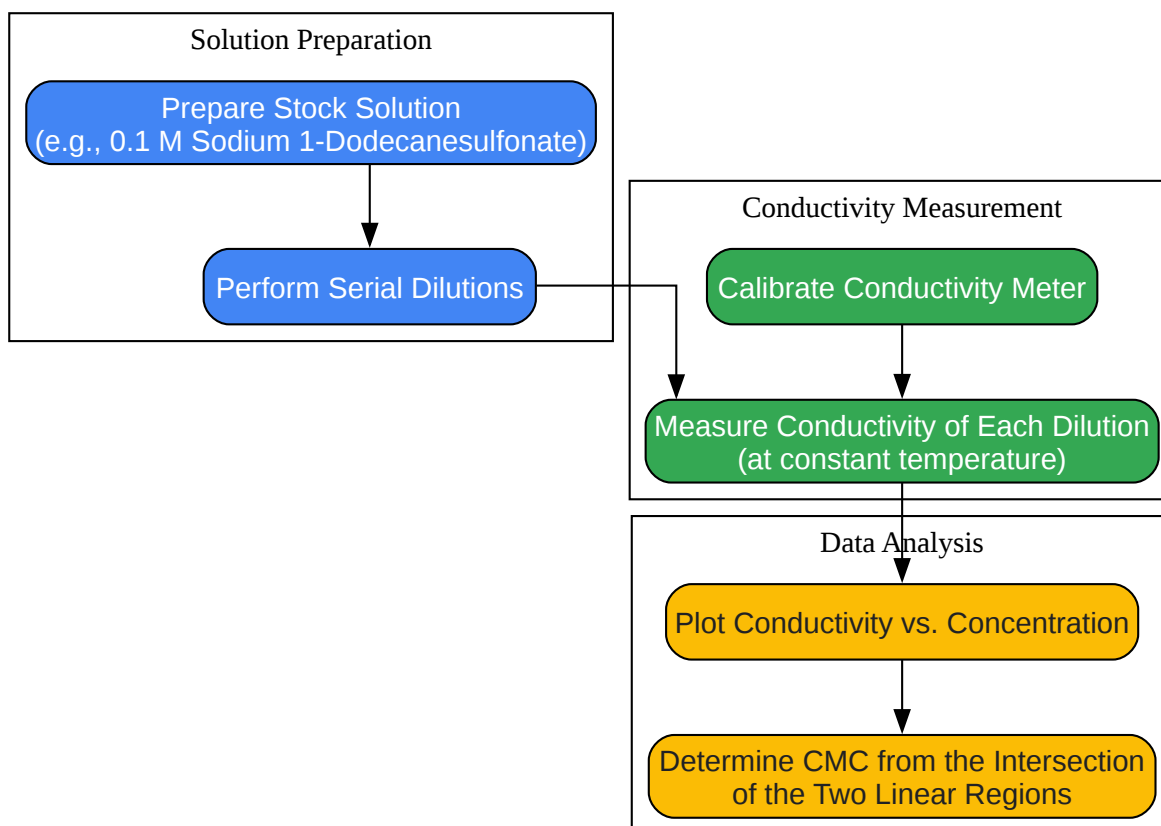 Solution Preparation
Prepare Stock Solution
(e.g., 0.1 M Sodium 1-Dodecanesulfonate)
Perform Serial Dilutions
Conductivity Measurement
Calibrate Conductivity Meter
Measure Conductivity of Each Dilution
(at constant temperature)
Data Analysis
Plot Conductivity vs. Concentration
Determine CMC from the Intersection
of the Two Linear Regions